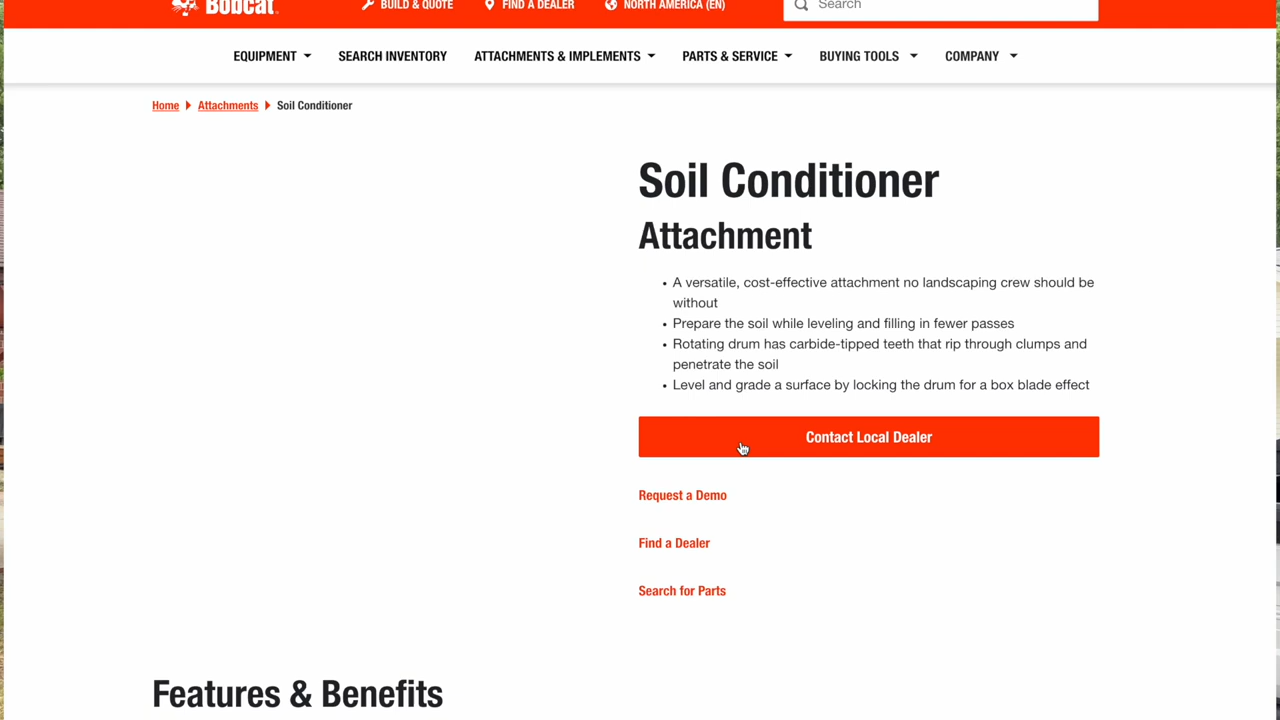 Bobcat
BUILD & QUOTE
FIND A DEALER
NORTH AMERICA (EN)
Search
EQUIPMENT
SEARCH INVENTORY
ATTACHMENTS & IMPLEMENTS
PARTS & SERVICE
BUYING TOOLS
COMPANY
Home
Attachments
Soil Conditioner
Soil Conditioner
Attachment
• A versatile, cost-effective attachment no landscaping crew should be
without
• Prepare the soil while leveling and filling in fewer passes
• Rotating drum has carbide-tipped teeth that rip through clumps and
penetrate the soil
• Level and grade a surface by locking the drum for a box blade effect
Contact Local Dealer
Request a Demo
Find a Dealer
Search for Parts
Features & Benefits